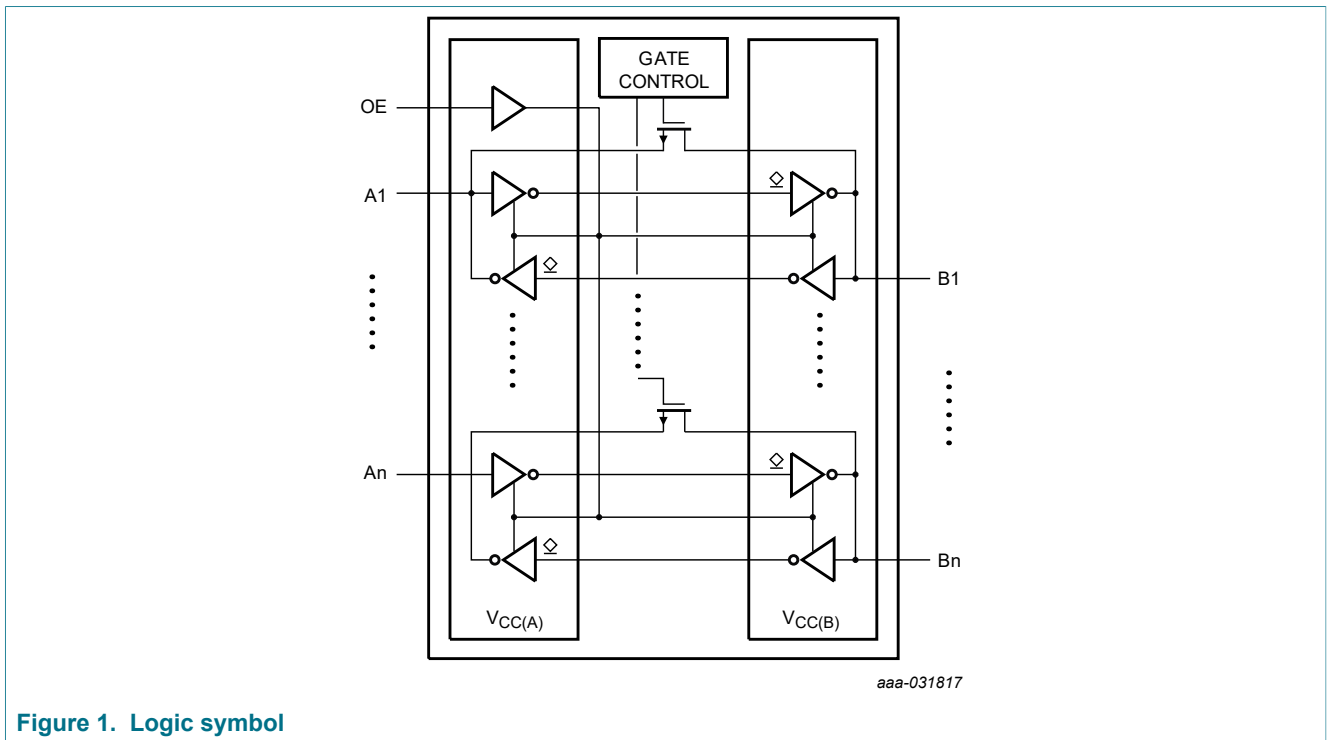 GATE
CONTROL
OE
A1
B1
An
Bn
VCC(A)
VCC(B)
aaa-031817
Figure 1. Logic symbol